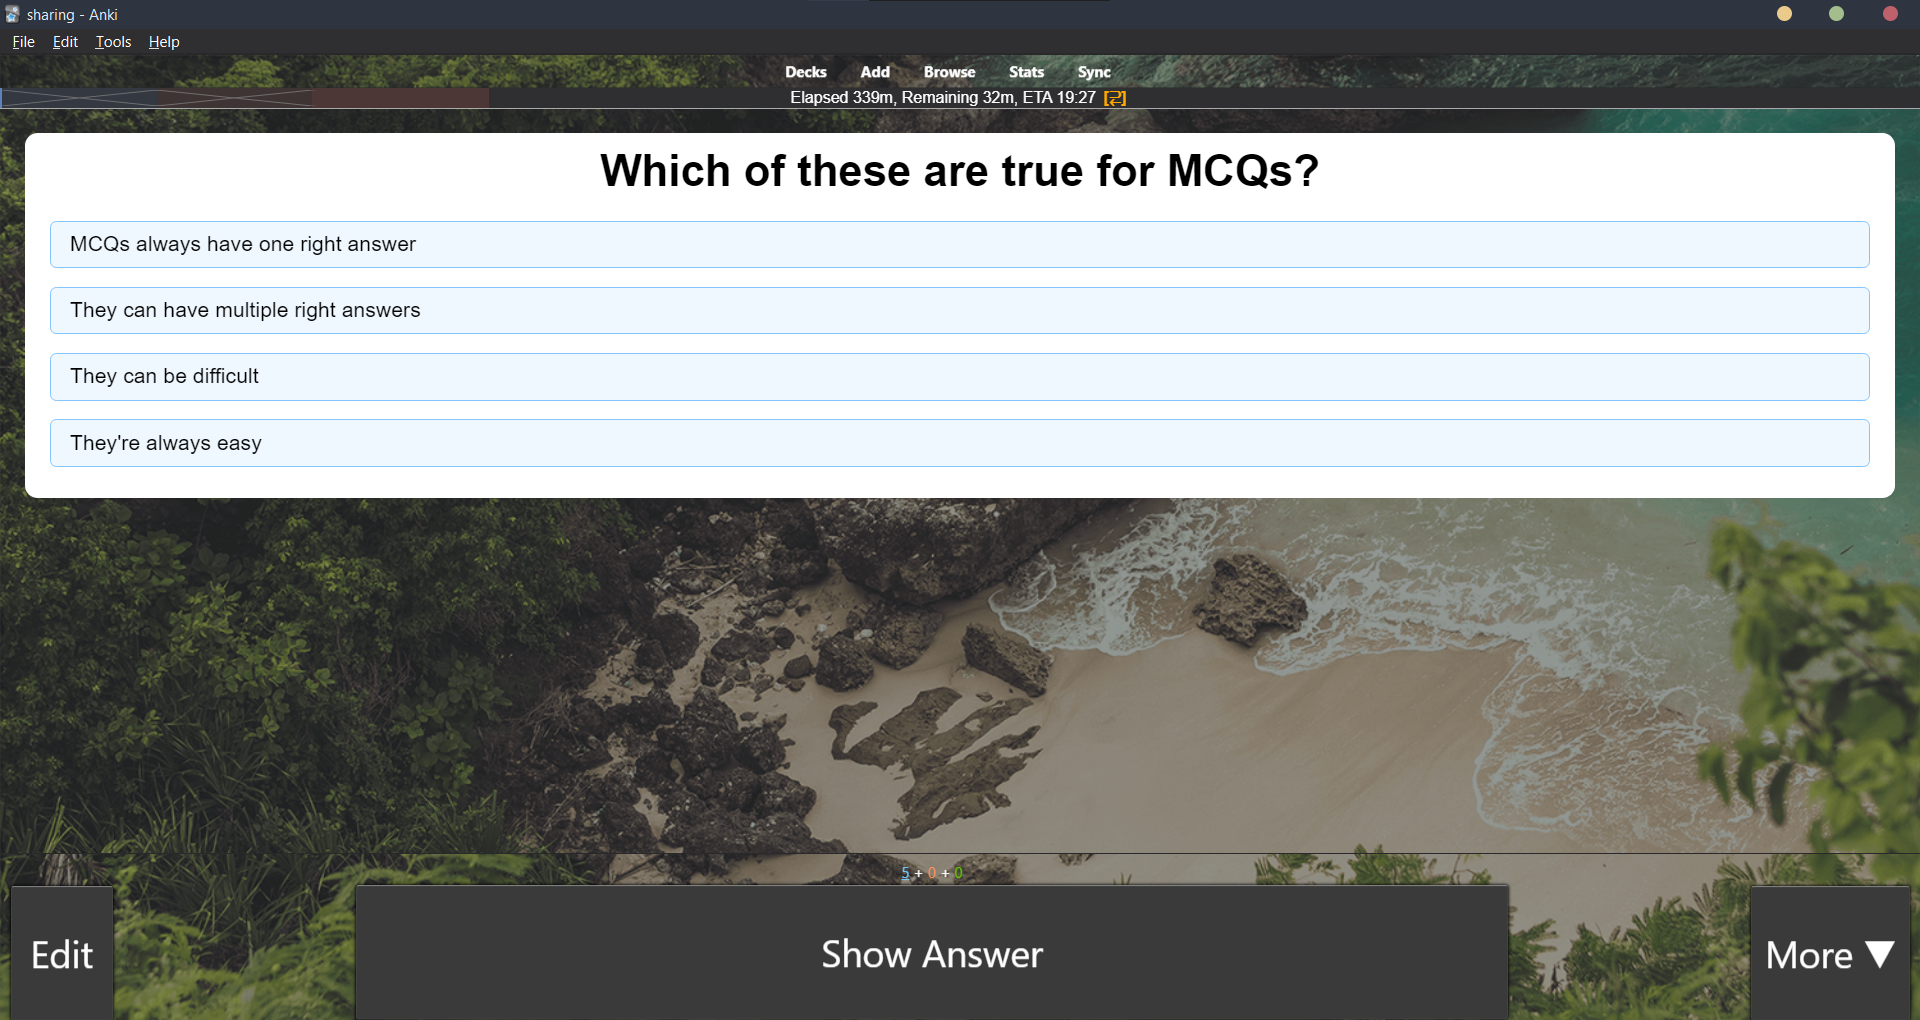 sharing - Anki
File Edit Tools Help
Decks Add Browse Stats Sync
Elapsed 339m, Remaining 32m, ETA 19:27 [⇄]
Which of these are true for MCQs?
MCQs always have one right answer
They can have multiple right answers
They can be difficult
They're always easy
5 + 0 + 0
Edit Show Answer More ▼